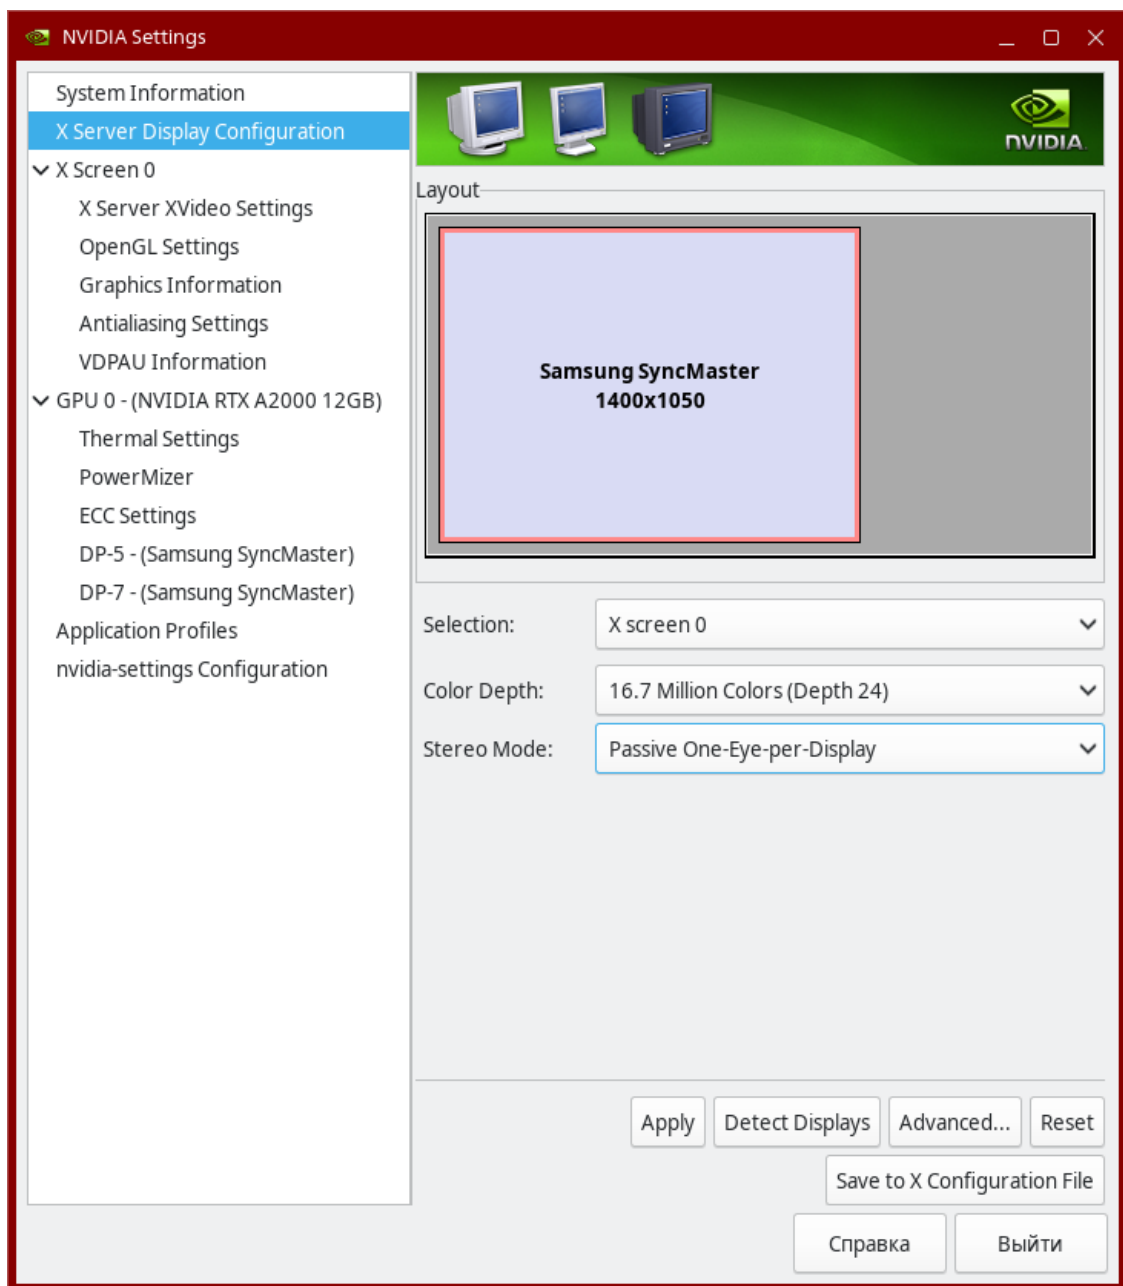 NVIDIA Settings
System Information
X Server Display Configuration
X Screen 0
X Server XVideo Settings
OpenGL Settings
Graphics Information
Antialiasing Settings
VDPAU Information
GPU 0 - (NVIDIA RTX A2000 12GB)
Thermal Settings
PowerMizer
ECC Settings
DP-5 - (Samsung SyncMaster)
DP-7 - (Samsung SyncMaster)
Application Profiles
nvidia-settings Configuration
NVIDIA.
Layout
Samsung SyncMaster
1400x1050
Selection: X screen 0
Color Depth: 16.7 Million Colors (Depth 24)
Stereo Mode: Passive One-Eye-per-Display
Apply Detect Displays Advanced... Reset
Save to X Configuration File
Справка Выйти